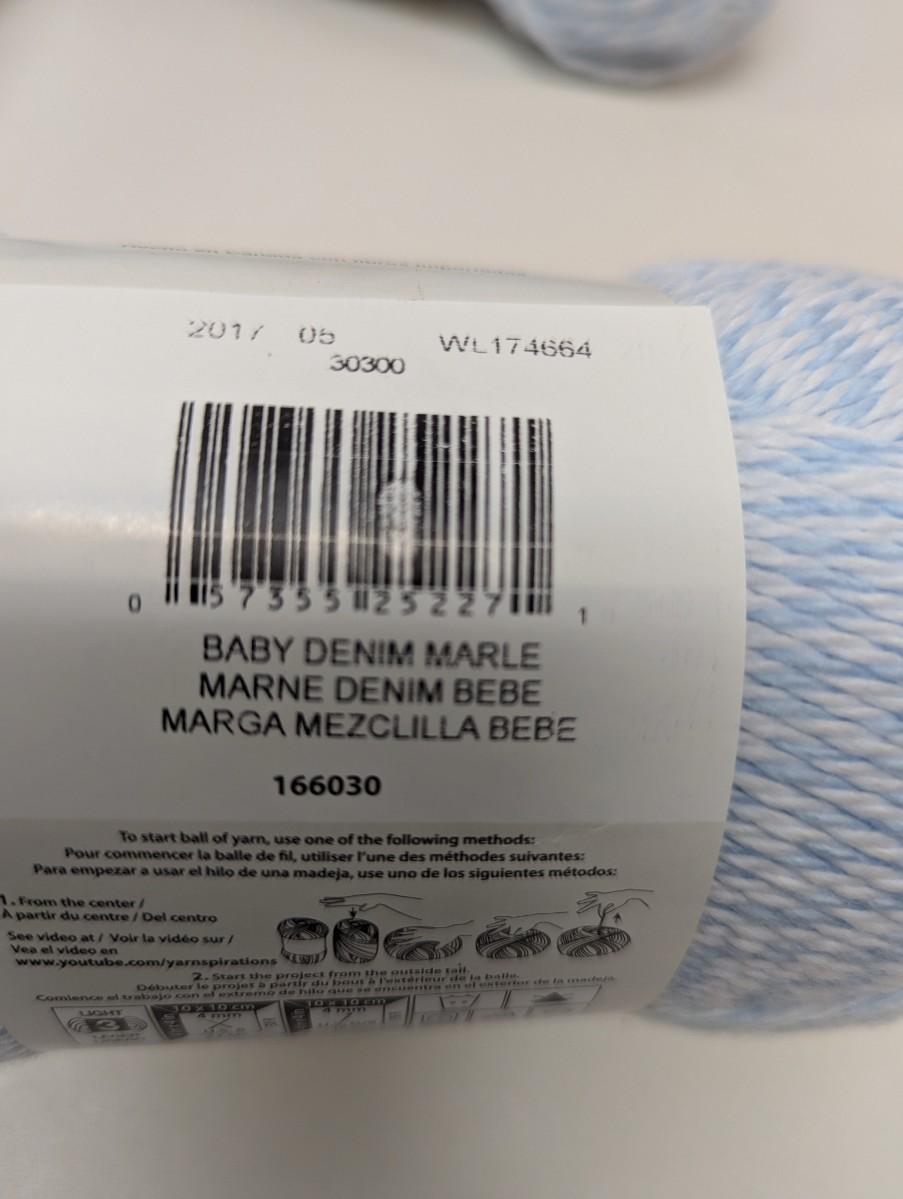 2017 05 WL174664
30300
0 57355 25227 1
BABY DENIM MARLE
MARNE DENIM BEBE
MARGA MEZCLILLA BEBE
166030
To start ball of yarn, use one of the following methods:
Pour commencer la balle de fil, utiliser l'une des méthodes suivantes:
Para empezar a usar el hilo de una madeja, use uno de los siguientes métodos:
1. From the center /
À partir du centre / Del centro
See video at / Voir la vidéo sur /
Vea el video en
www.youtube.com/yarnspirations
2. Start the project from the outside tail.
Débuter le projet à partir du bout à l'extérieur de la balle.
Comience el trabajo con el extremo de hilo que se encuentra en el exterior de la madeja.
LIGHT 10 x 10 cm 10 x 10 cm
3 4 mm 4 mm